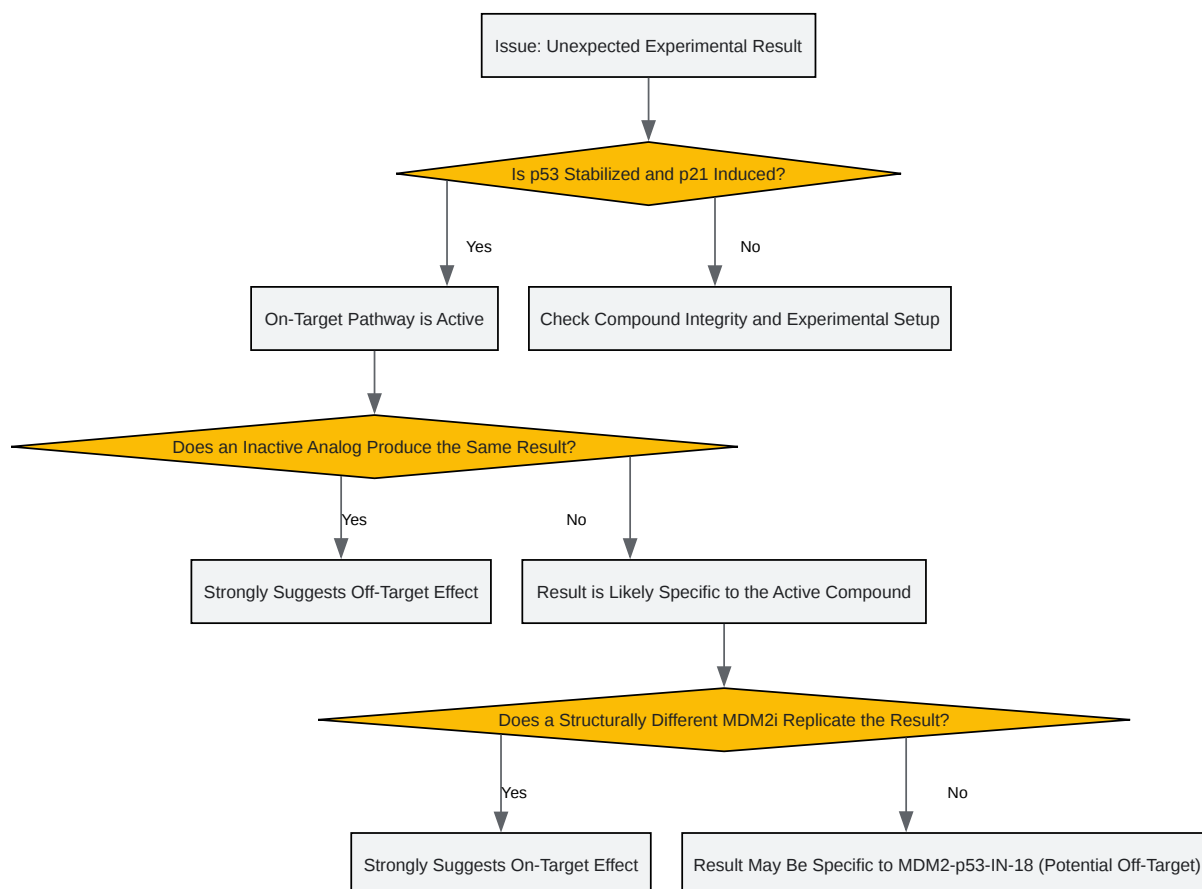 Issue: Unexpected Experimental Result
Is p53 Stabilized and p21 Induced?
Yes
No
On-Target Pathway is Active
Check Compound Integrity and Experimental Setup
Does an Inactive Analog Produce the Same Result?
Yes
No
Strongly Suggests Off-Target Effect
Result is Likely Specific to the Active Compound
Does a Structurally Different MDM2i Replicate the Result?
Yes
No
Strongly Suggests On-Target Effect
Result May Be Specific to MDM2-p53-IN-18 (Potential Off-Target)